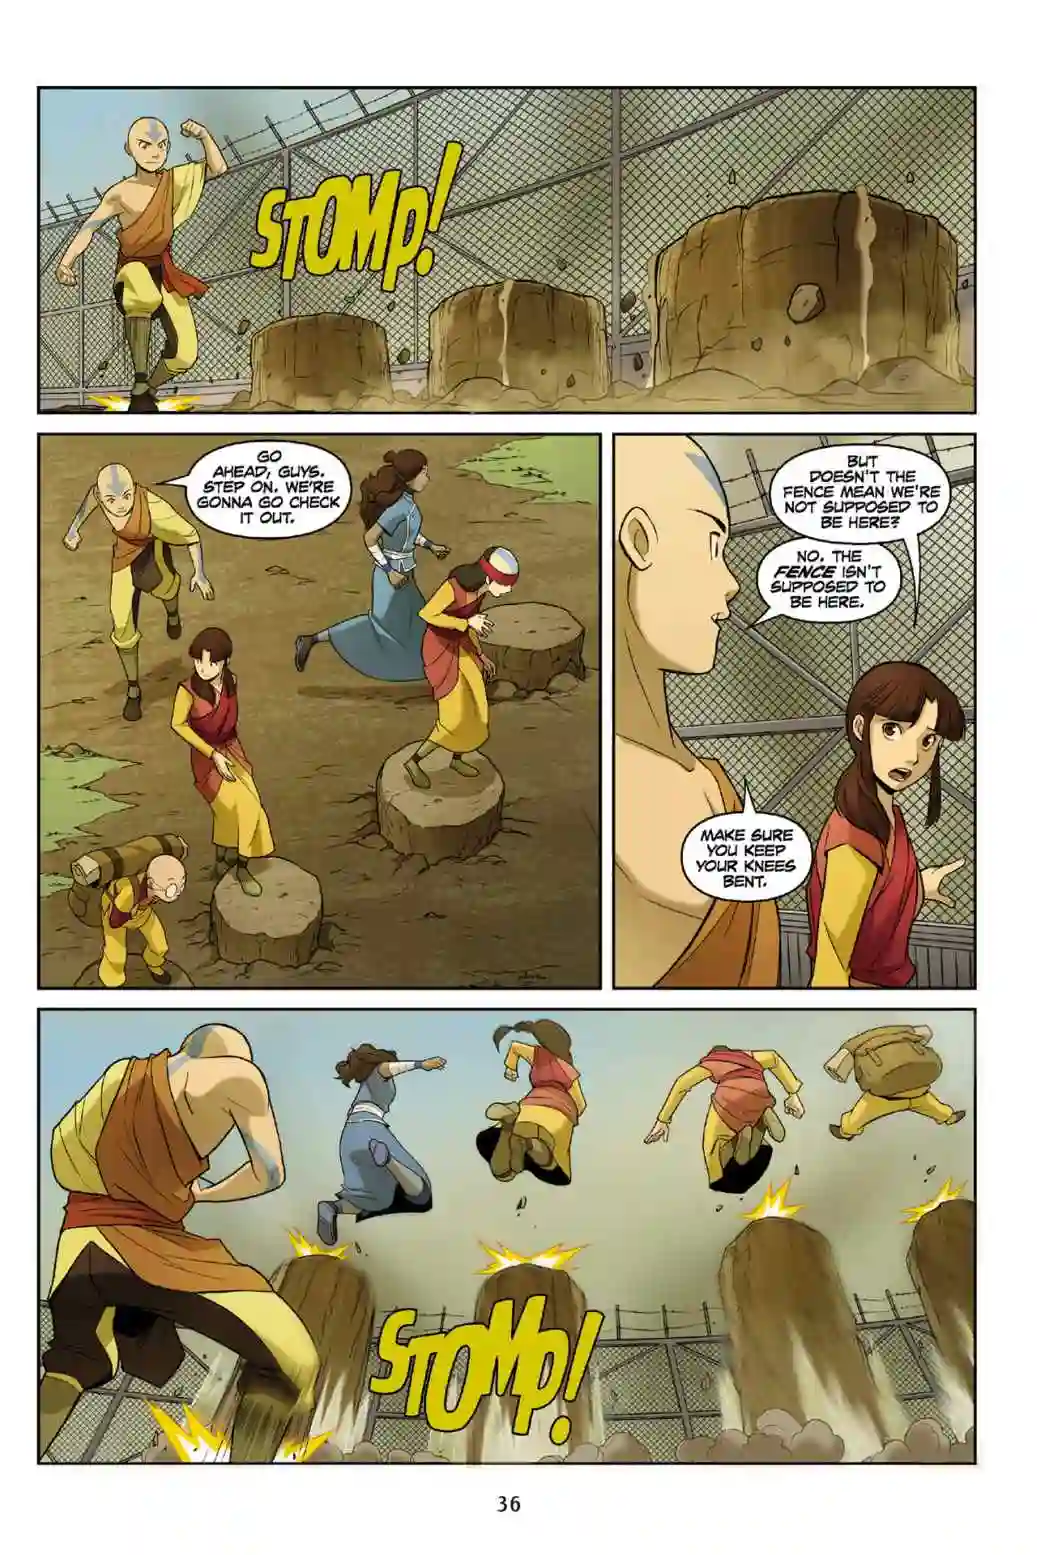 STOMP!
GO
AHEAD, GUYS.
STEP ON. WE'RE
GONNA GO CHECK
IT OUT.
BUT
DOESN'T THE
FENCE MEAN WE'RE
NOT SUPPOSED TO
BE HERE?
NO. THE
FENCE ISN'T
SUPPOSED TO
BE HERE.
MAKE SURE
YOU KEEP
YOUR KNEES
BENT.
STOMP!
36